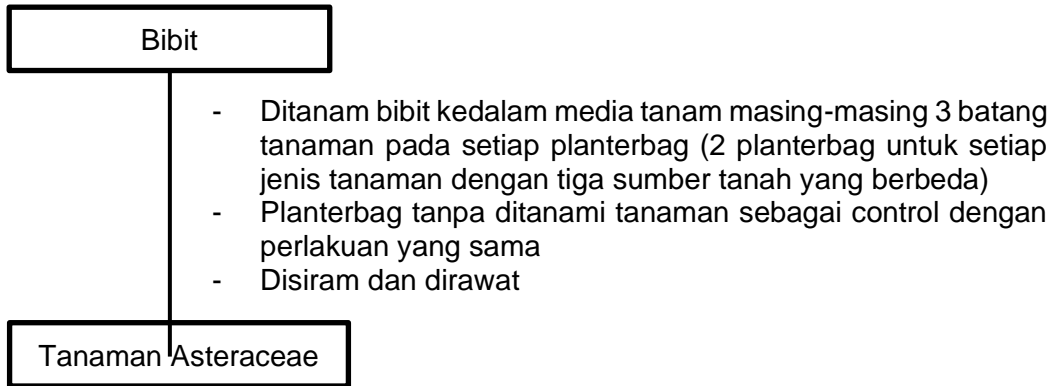 Bibit
- Ditanam bibit kedalam media tanam masing-masing 3 batang
tanaman pada setiap planterbag (2 planterbag untuk setiap
jenis tanaman dengan tiga sumber tanah yang berbeda)
- Planterbag tanpa ditanami tanaman sebagai control dengan
perlakuan yang sama
- Disiram dan dirawat
Tanaman Asteraceae